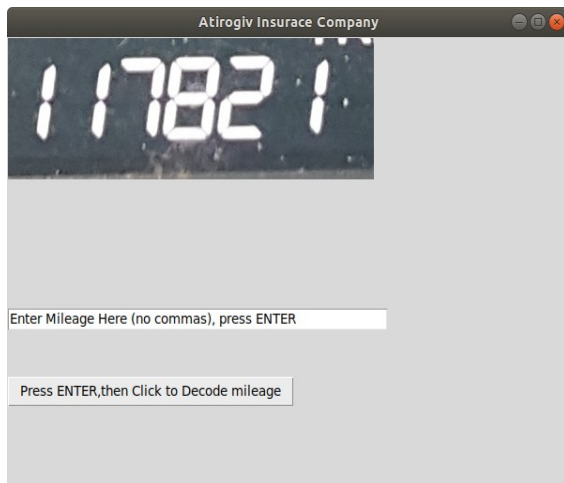 Atirogiv Insurace Company
117821
Enter Mileage Here (no commas), press ENTER
Press ENTER,then Click to Decode mileage